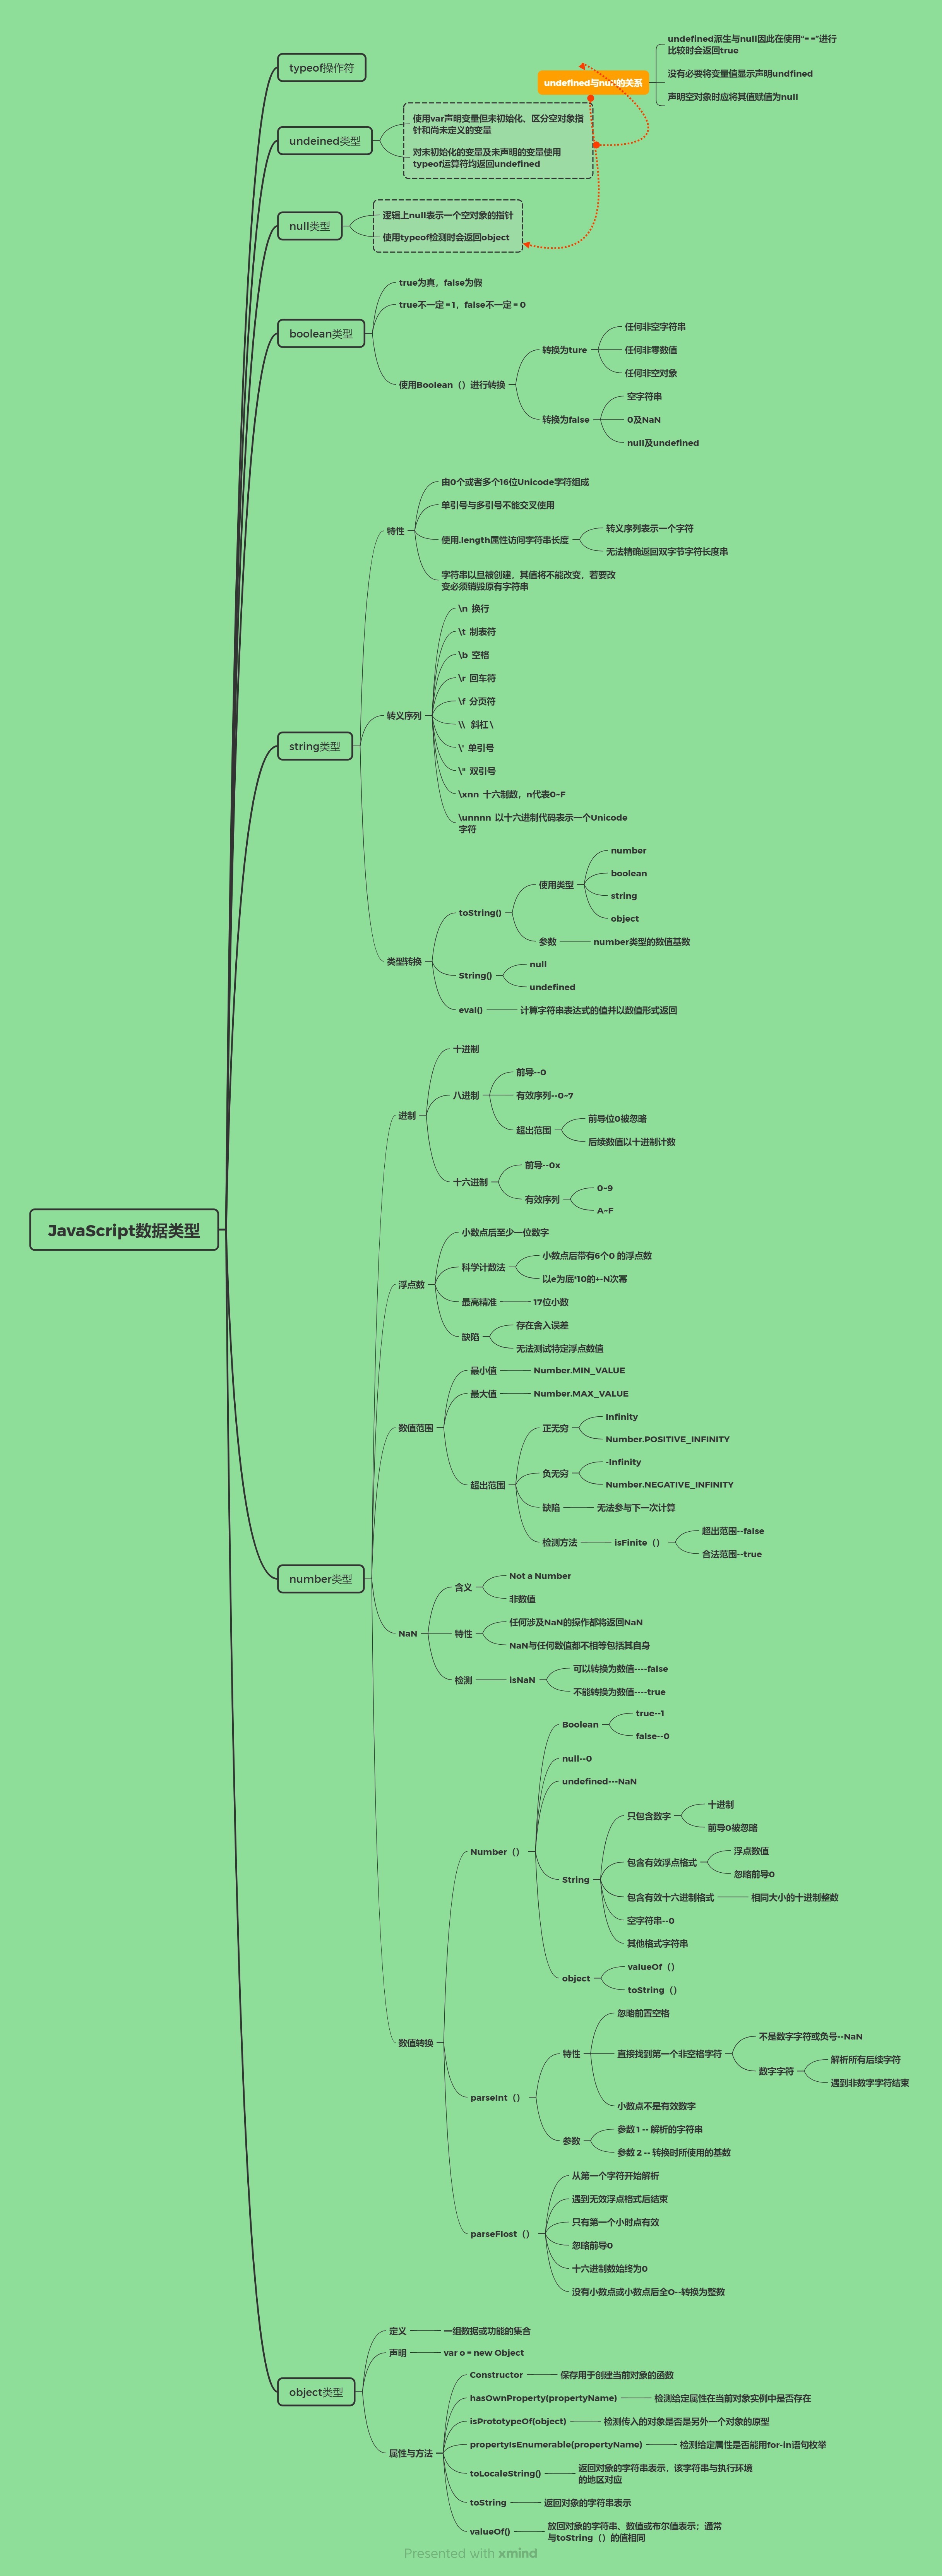 typeof操作符
undefined派生与null因此在使用"= ="进行
比较时会返回true
undefined与null的关系
没有必要将变量值显示声明undfined
声明空对象时应将其值赋值为null
undeined类型
使用var声明变量但未初始化、区分空对象指
针和尚未定义的变量
对未初始化的变量及未声明的变量使用
typeof运算符均返回undefined
null类型
逻辑上null表示一个空对象的指针
使用typeof检测时会返回object
boolean类型
true为真，false为假
true不一定 = 1，false不一定 = 0
使用Boolean（）进行转换
转换为ture
任何非空字符串
任何非零数值
任何非空对象
转换为false
空字符串
0及NaN
null及undefined
string类型
特性
由0个或者多个16位Unicode字符组成
单引号与多引号不能交叉使用
使用.length属性访问字符串长度
转义序列表示一个字符
无法精确返回双字节字符长度串
字符串以旦被创建，其值将不能改变，若要改
变必须销毁原有字符串
转义序列
\n 换行
\t 制表符
\b 空格
\r 回车符
\f 分页符
\\ 斜杠 \
\' 单引号
\" 双引号
\xnn 十六制数，n代表0~F
\unnnn 以十六进制代码表示一个Unicode
字符
类型转换
toString()
使用类型
number
boolean
string
object
参数
number类型的数值基数
String()
null
undefined
eval()
计算字符串表达式的值并以数值形式返回
JavaScript数据类型
number类型
进制
十进制
八进制
前导--0
有效序列--0~7
超出范围
前导位0被忽略
后续数值以十进制计数
十六进制
前导--0x
有效序列
0~9
A~F
浮点数
小数点后至少一位数字
科学计数法
小数点后带有6个0 的浮点数
以e为底*10的+-N次幂
最高精准
17位小数
缺陷
存在舍入误差
无法测试特定浮点数值
数值范围
最小值
Number.MIN_VALUE
最大值
Number.MAX_VALUE
超出范围
正无穷
Infinity
Number.POSITIVE_INFINITY
负无穷
-Infinity
Number.NEGATIVE_INFINITY
缺陷
无法参与下一次计算
检测方法
isFinite（）
超出范围--false
合法范围--true
NaN
含义
Not a Number
非数值
特性
任何涉及NaN的操作都将返回NaN
NaN与任何数值都不相等包括其自身
检测
isNaN
可以转换为数值----false
不能转换为数值----true
数值转换
Number（）
Boolean
true--1
false--0
null--0
undefined---NaN
String
只包含数字
十进制
前导0被忽略
包含有效浮点格式
浮点数值
忽略前导0
包含有效十六进制格式
相同大小的十进制整数
空字符串--0
其他格式字符串
object
valueOf（）
toString（）
parseInt（）
特性
忽略前置空格
直接找到第一个非空格字符
不是数字字符或负号--NaN
数字字符
解析所有后续字符
遇到非数字字符结束
小数点不是有效数字
参数
参数 1 -- 解析的字符串
参数 2 -- 转换时所使用的基数
parseFlost（）
从第一个字符开始解析
遇到无效浮点格式后结束
只有第一个小时点有效
忽略前导0
十六进制数始终为0
没有小数点或小数点后全O--转换为整数
object类型
定义
一组数据或功能的集合
声明
var o = new Object
属性与方法
Constructor
保存用于创建当前对象的函数
hasOwnProperty(propertyName)
检测给定属性在当前对象实例中是否存在
isPrototypeOf(object)
检测传入的对象是否是另外一个对象的原型
propertyIsEnumerable(propertyName)
检测给定属性是否能用for-in语句枚举
toLocaleString()
返回对象的字符串表示，该字符串与执行环境
的地区对应
toString
返回对象的字符串表示
valueOf()
放回对象的字符串、数值或布尔值表示；通常
与toString（）的值相同
Presented with xmind